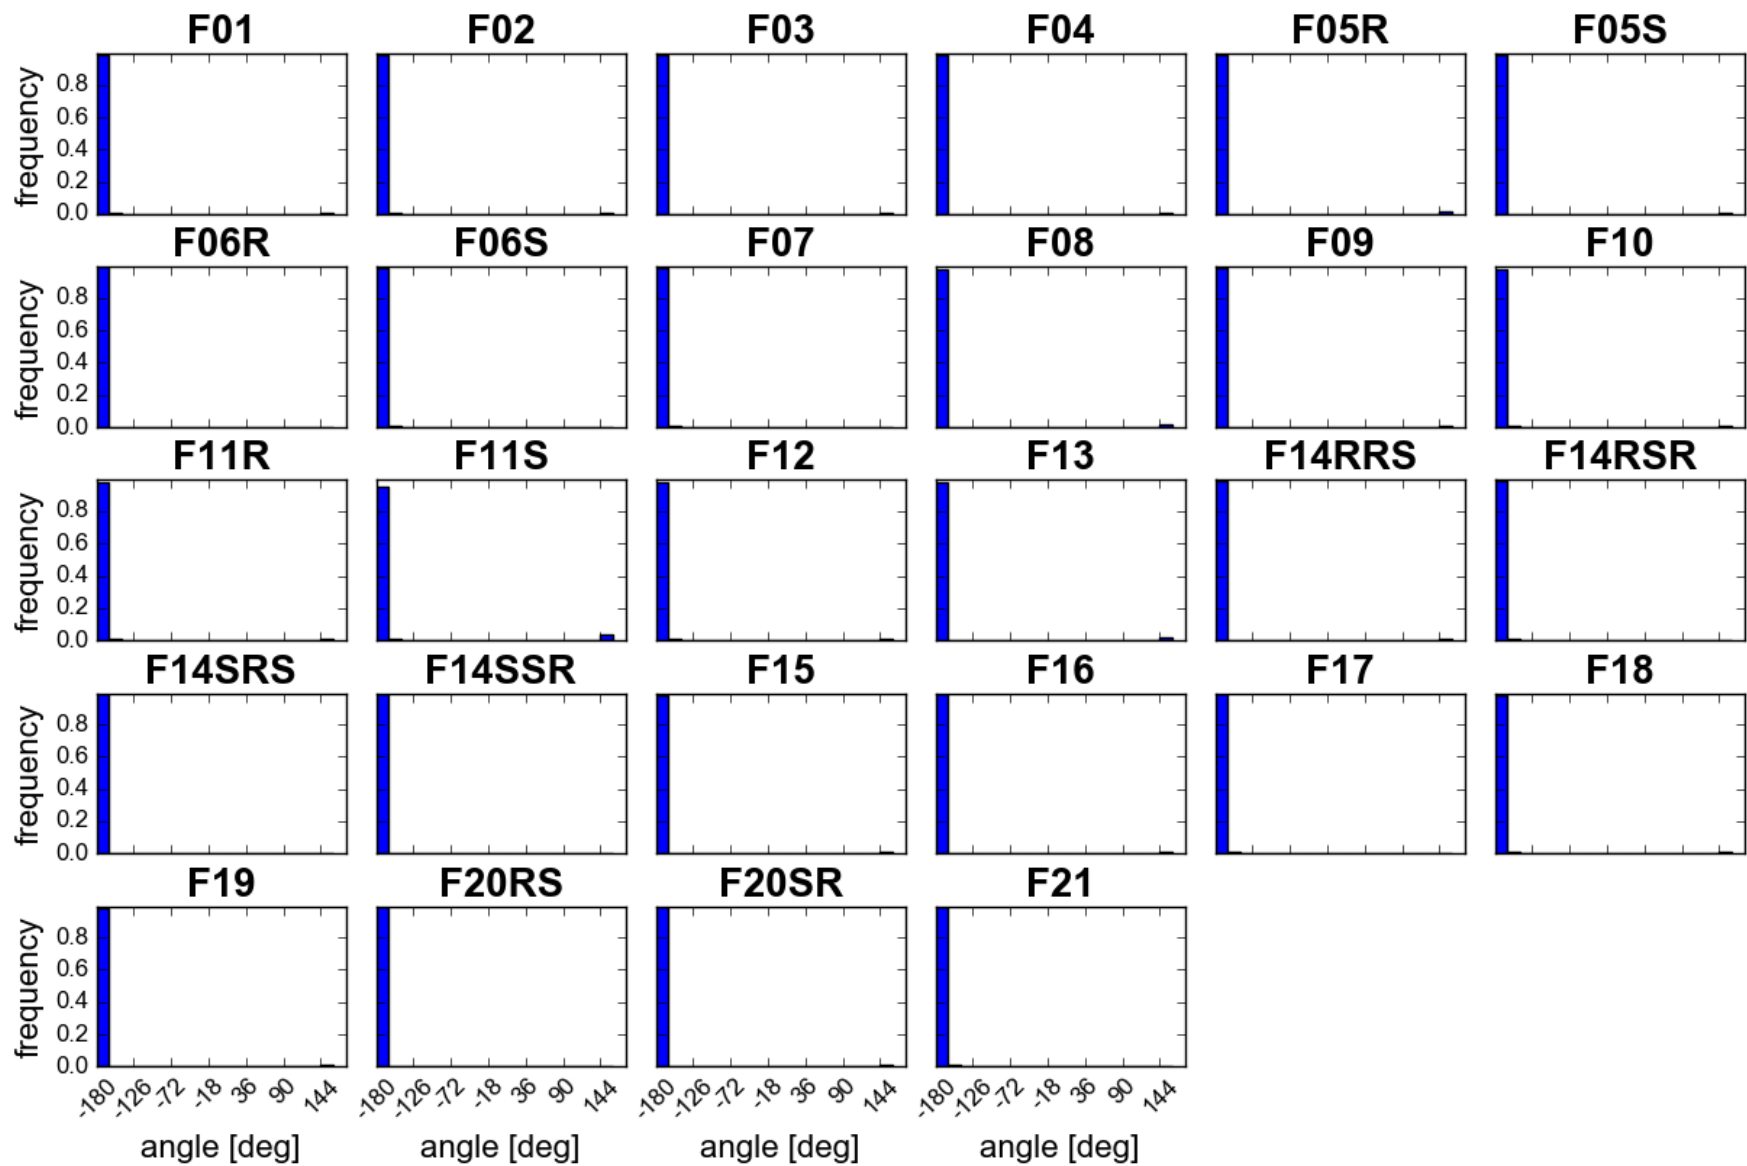 F01 F02 F03 F04 F05R F05S
frequency
0.8
0.6
0.4
0.2
0.0
F06R F06S F07 F08 F09 F10
frequency
0.8
0.6
0.4
0.2
0.0
F11R F11S F12 F13 F14RRS F14RSR
frequency
0.8
0.6
0.4
0.2
0.0
F14SRS F14SSR F15 F16 F17 F18
frequency
0.8
0.6
0.4
0.2
0.0
F19 F20RS F20SR F21
frequency
0.8
0.6
0.4
0.2
0.0
-180 -126 -72 -18 36 90 144 -180 -126 -72 -18 36 90 144 -180 -126 -72 -18 36 90 144 -180 -126 -72 -18 36 90 144
angle [deg] angle [deg] angle [deg] angle [deg]